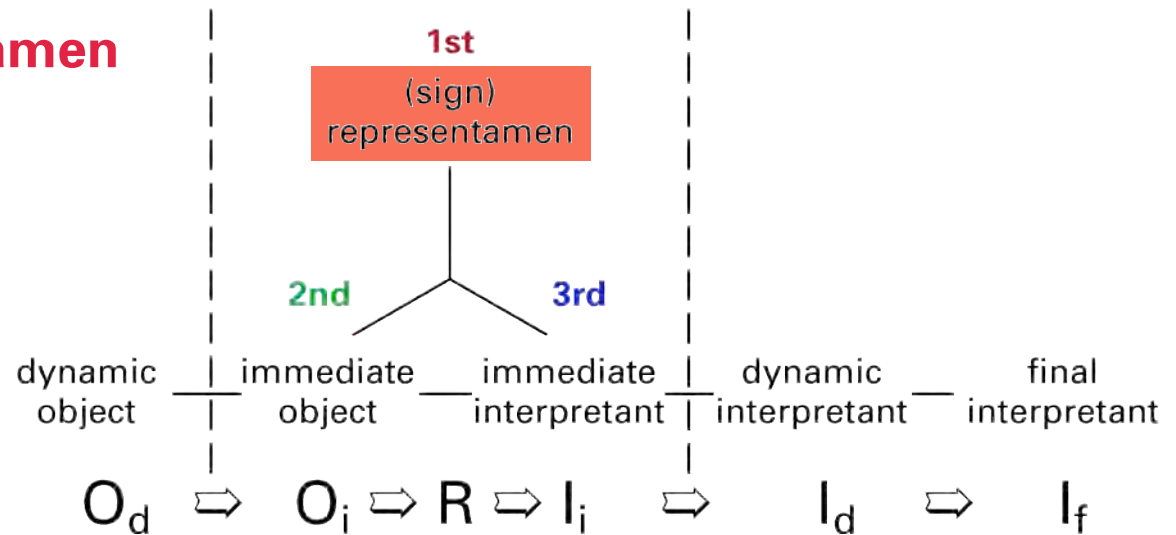 amen
1st
(sign)
representamen
2nd 3rd
dynamic immediate immediate dynamic final
object object interpretant interpretant interpretant
Od ⇨ Oi ⇨ R ⇨ Ii ⇨ Id ⇨ If